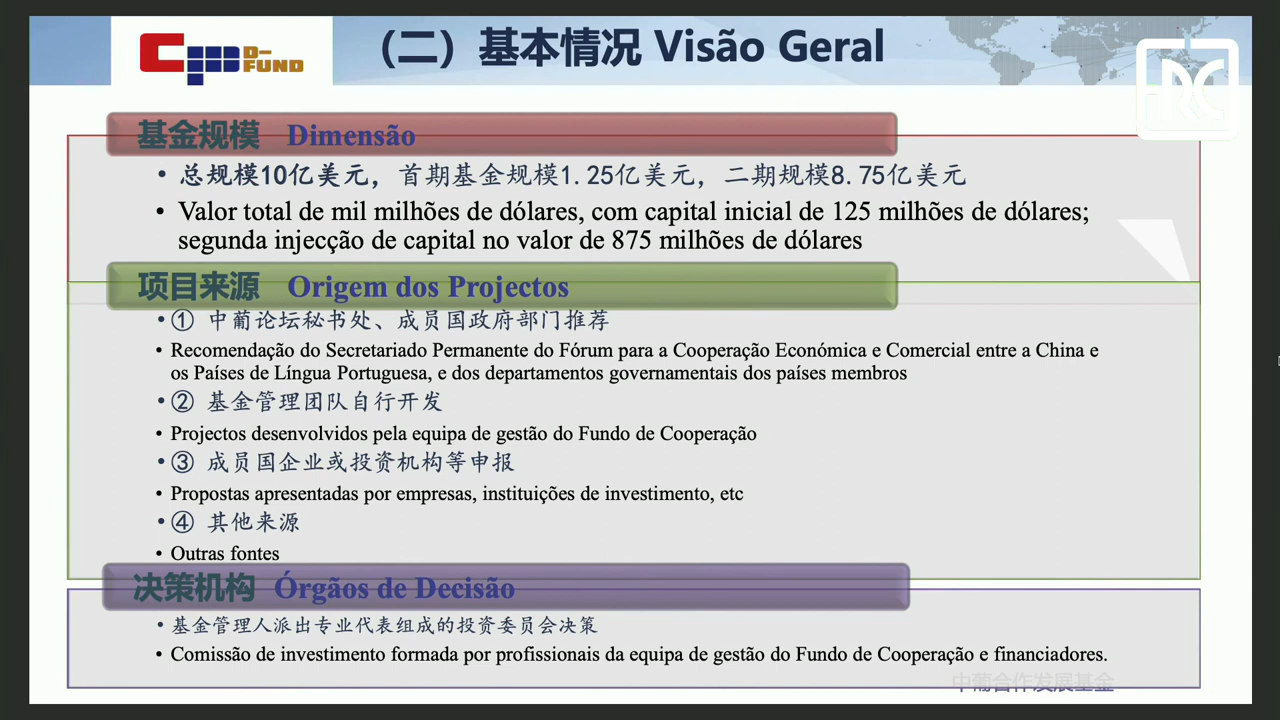 CPD-FUND
(二)基本情况 Visão Geral
基金规模 Dimensão
• 总规模10亿美元，首期基金规模1.25亿美元，二期规模8.75亿美元
• Valor total de mil milhões de dólares, com capital inicial de 125 milhões de dólares;
segunda injecção de capital no valor de 875 milhões de dólares
项目来源 Origem dos Projectos
• ① 中葡论坛秘书处、成员国政府部门推荐
• Recomendação do Secretariado Permanente do Fórum para a Cooperação Económica e Comercial entre a China e
os Países de Língua Portuguesa, e dos departamentos governamentais dos países membros
• ② 基金管理团队自行开发
• Projectos desenvolvidos pela equipa de gestão do Fundo de Cooperação
• ③ 成员国企业或投资机构等申报
• Propostas apresentadas por empresas, instituições de investimento, etc
• ④ 其他来源
• Outras fontes
决策机构 Órgãos de Decisão
• 基金管理人派出专业代表组成的投资委员会决策
• Comissão de investimento formada por profissionais da equipa de gestão do Fundo de Cooperação e financiadores.
中葡合作发展基金